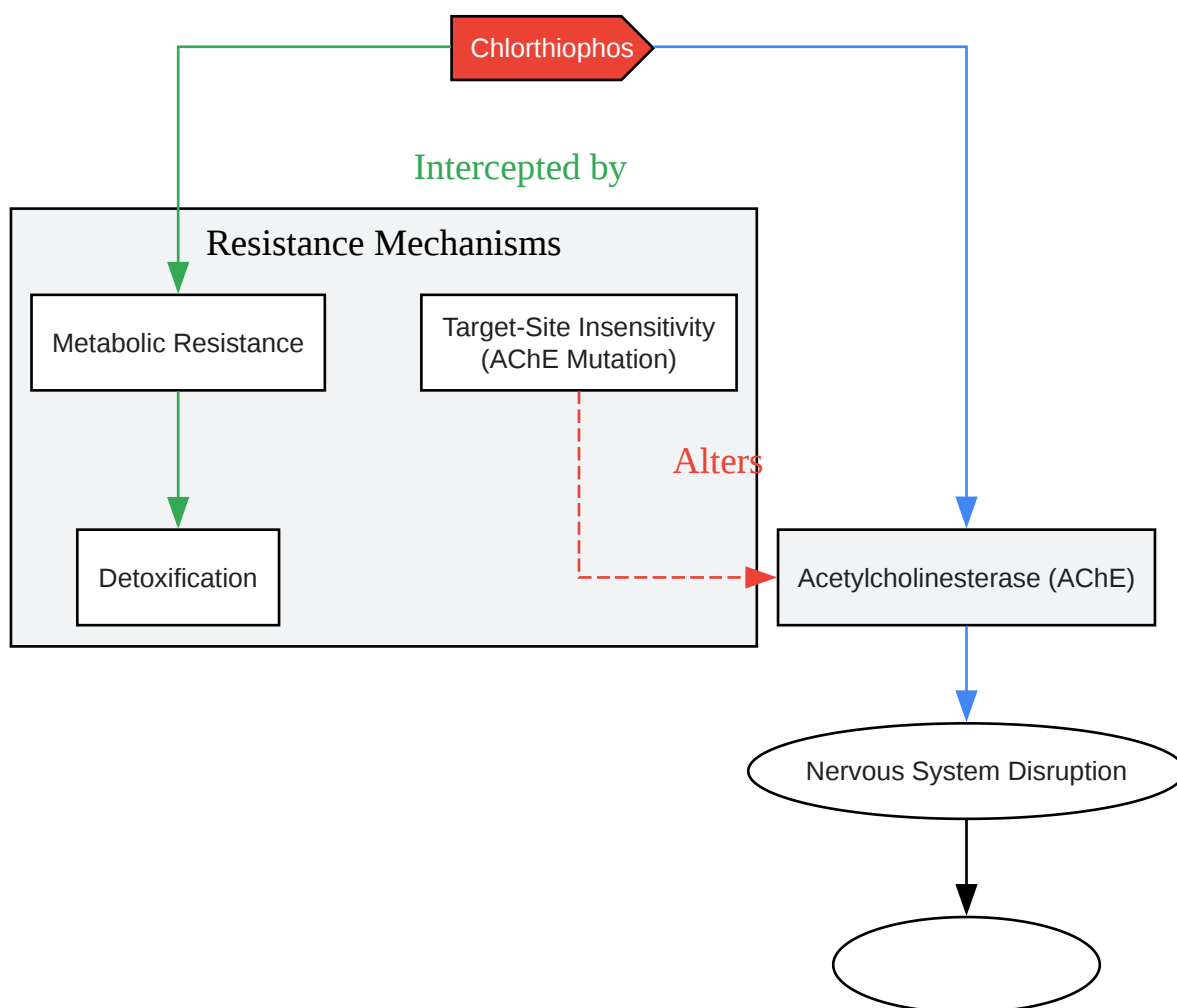 Chlorthiophos
Intercepted by
Resistance Mechanisms
Metabolic Resistance
Target-Site Insensitivity
(AChE Mutation)
Alters
Detoxification
Acetylcholinesterase (AChE)
Nervous System Disruption